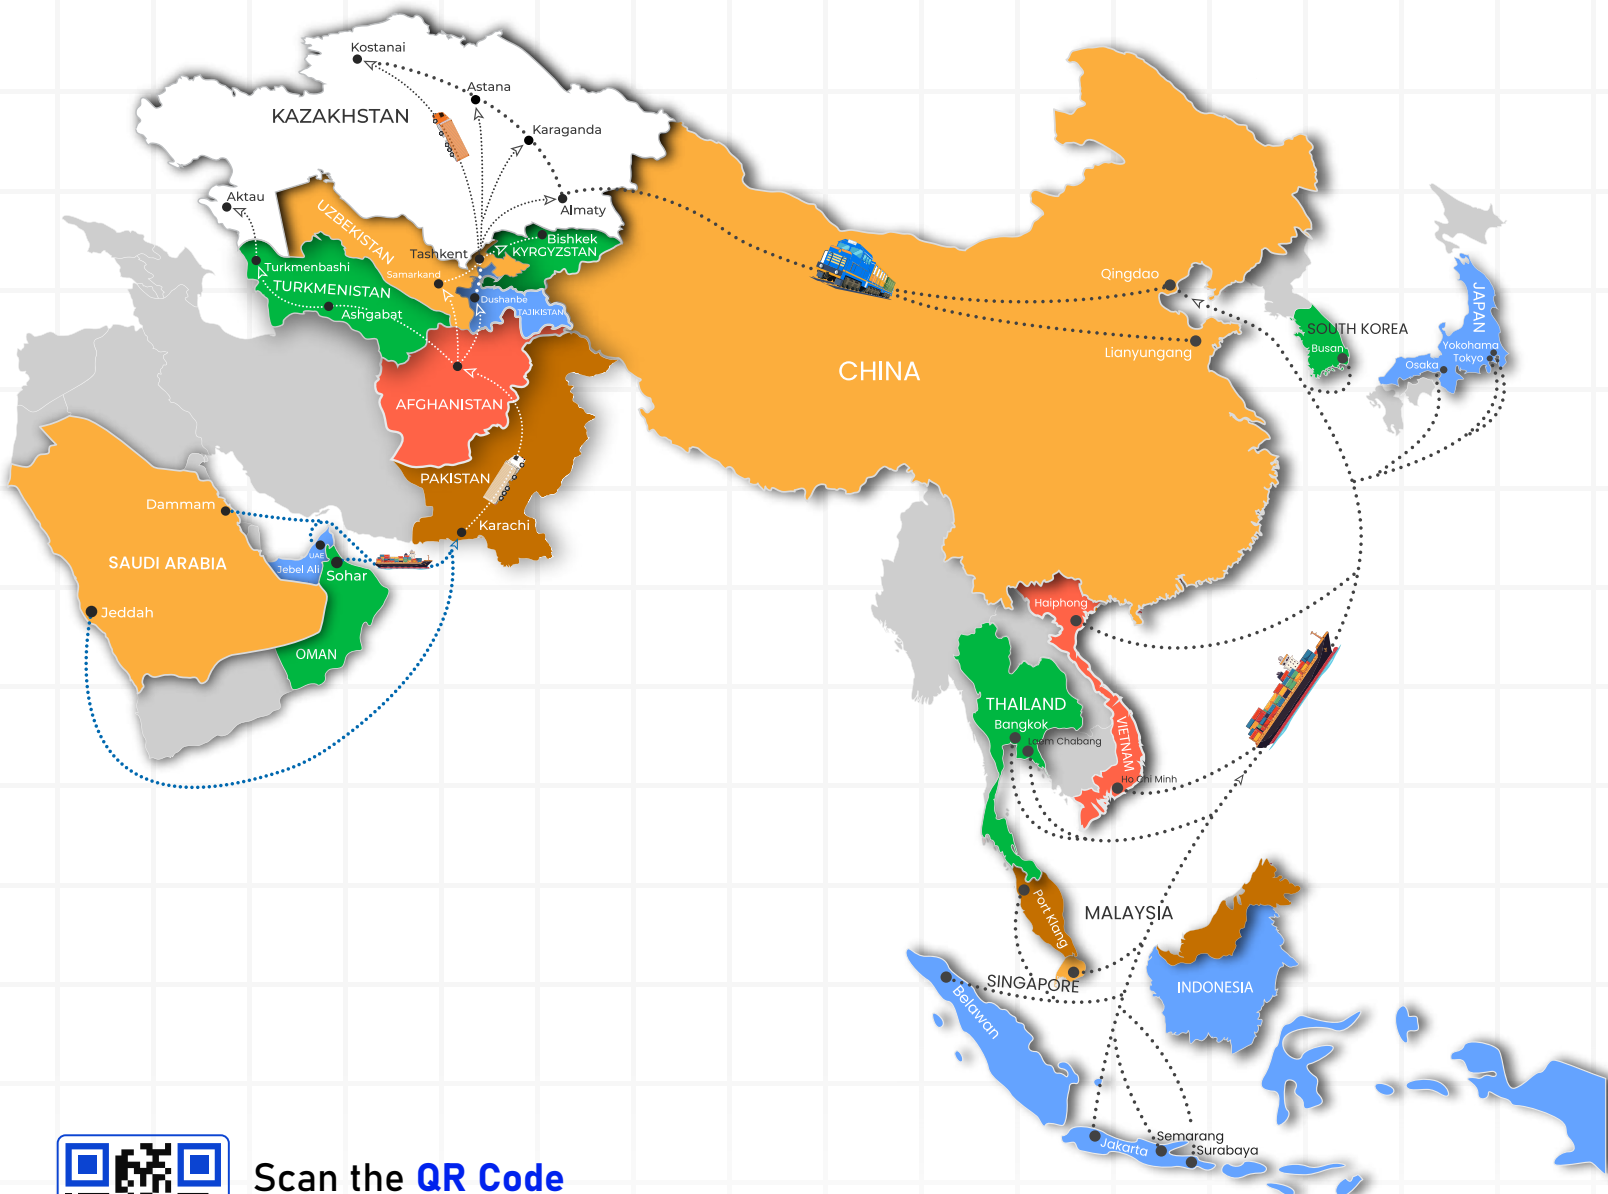 Kostanai
Astana
KAZAKHSTAN
Karaganda
Aktau
Almaty
UZBEKISTAN
Tashkent
Bishkek
KYRGYZSTAN
Turkmenbashi
Samarkand
TURKMENISTAN
Dushanbe
TAJIKISTAN
Ashgabat
Qingdao
Lianyungang
CHINA
SOUTH KOREA
Busan
JAPAN
Yokohama
Tokyo
Osaka
AFGHANISTAN
PAKISTAN
Karachi
Dammam
SAUDI ARABIA
UAE
Jebel Ali
Sohar
Jeddah
OMAN
Haiphong
THAILAND
Bangkok
Laem Chabang
VIETNAM
Ho Chi Minh
Port Klang
MALAYSIA
SINGAPORE
INDONESIA
Belawan
Jakarta
Semarang
Surabaya
Scan the QR Code